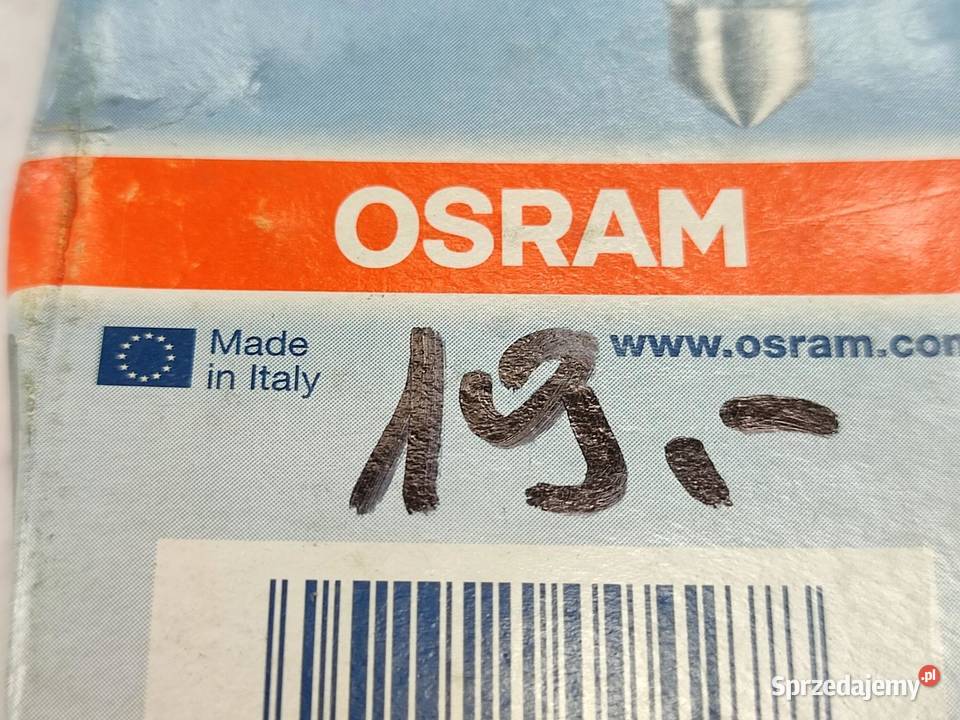 OSRAM
Made
in Italy
19,-
www.osram.com
Sprzedajemy.pl